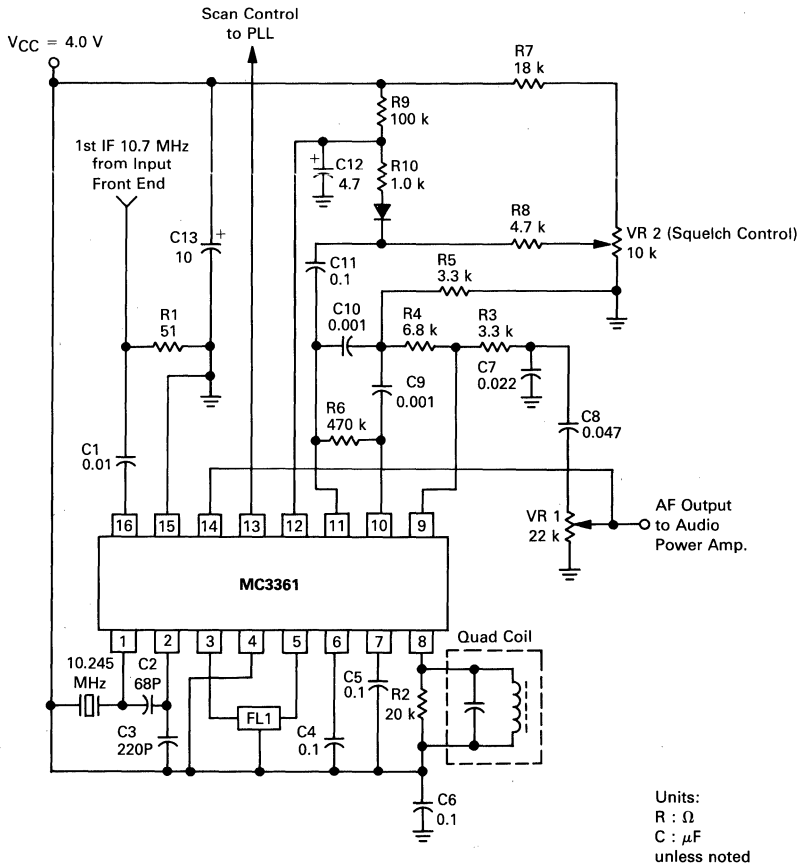 Scan Control
to PLL
VCC = 4.0 V
R7
18 k
R9
100 k
1st IF 10.7 MHz
from Input
Front End
+
C12
4.7
R10
1.0 k
R8
4.7 k
VR 2 (Squelch Control)
10 k
C13
10
+
C11
0.1
R5
3.3 k
R1
51
C10
0.001
R4
6.8 k
R3
3.3 k
C7
0.022
C9
0.001
R6
470 k
C8
0.047
C1
0.01
AF Output
to Audio
Power Amp.
VR 1
22 k
16
15
14
13
12
11
10
9
MC3361
1
2
3
4
5
6
7
8
Quad Coil
10.245
MHz
C2
68P
C5
0.1
R2
20 k
FL1
C3
220P
C4
0.1
C6
0.1
Units:
R : Ω
C : μF
unless noted